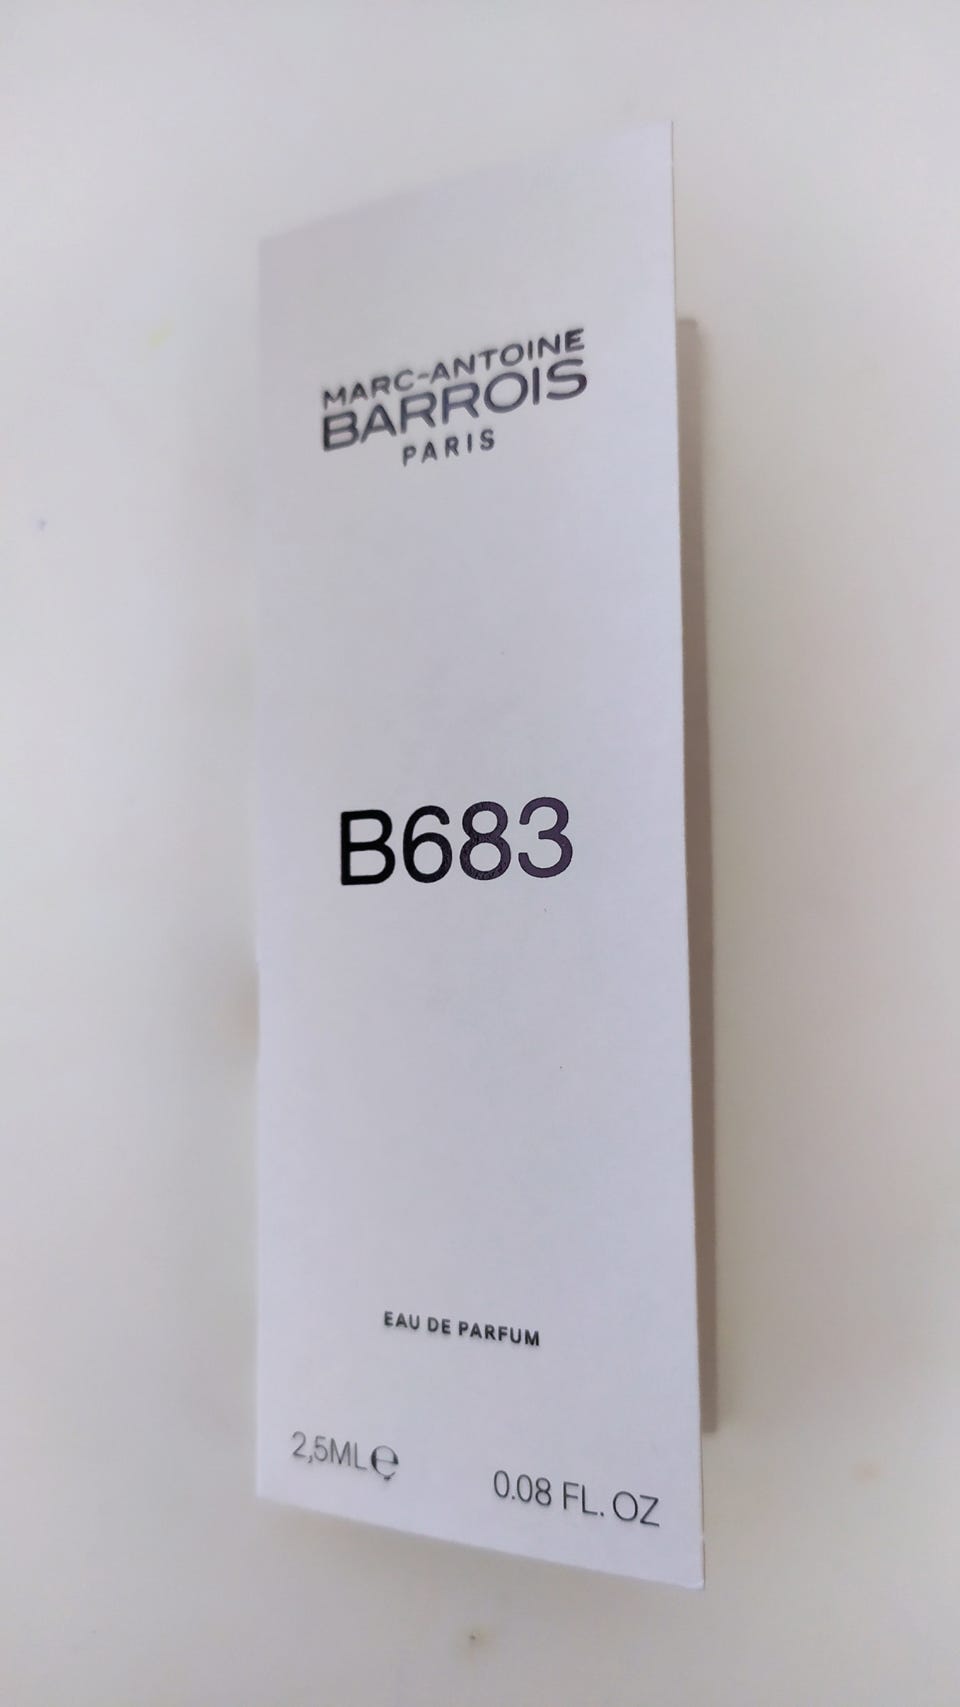 MARC-ANTOINE
BARROIS
PARIS
B683
EAU DE PARFUM
2,5ML℮ 0.08 FL. OZ